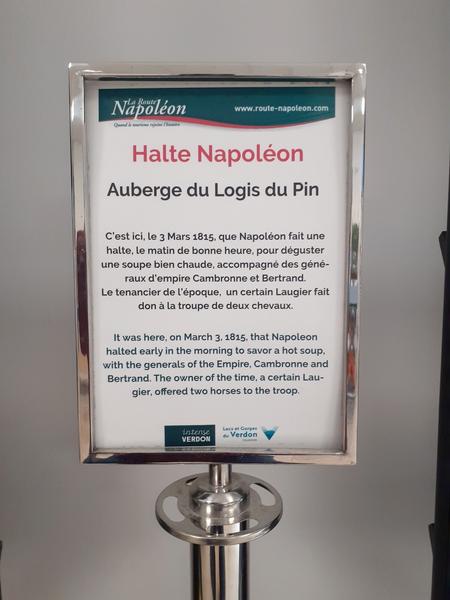 La Route
Napoléon
Quand le tourisme rejoint l'histoire
www.route-napoleon.com
Halte Napoléon
Auberge du Logis du Pin
C'est ici, le 3 Mars 1815, que Napoléon fait une
halte, le matin de bonne heure, pour déguster
une soupe bien chaude, accompagné des géné-
raux d'empire Cambronne et Bertrand.
Le tenancier de l'époque, un certain Laugier fait
don à la troupe de deux chevaux.
It was here, on March 3, 1815, that Napoleon
halted early in the morning to savor a hot soup,
with the generals of the Empire, Cambronne and
Bertrand. The owner of the time, a certain Lau-
gier, offered two horses to the troop.
intense
VERDON
Lacs et Gorges
du Verdon